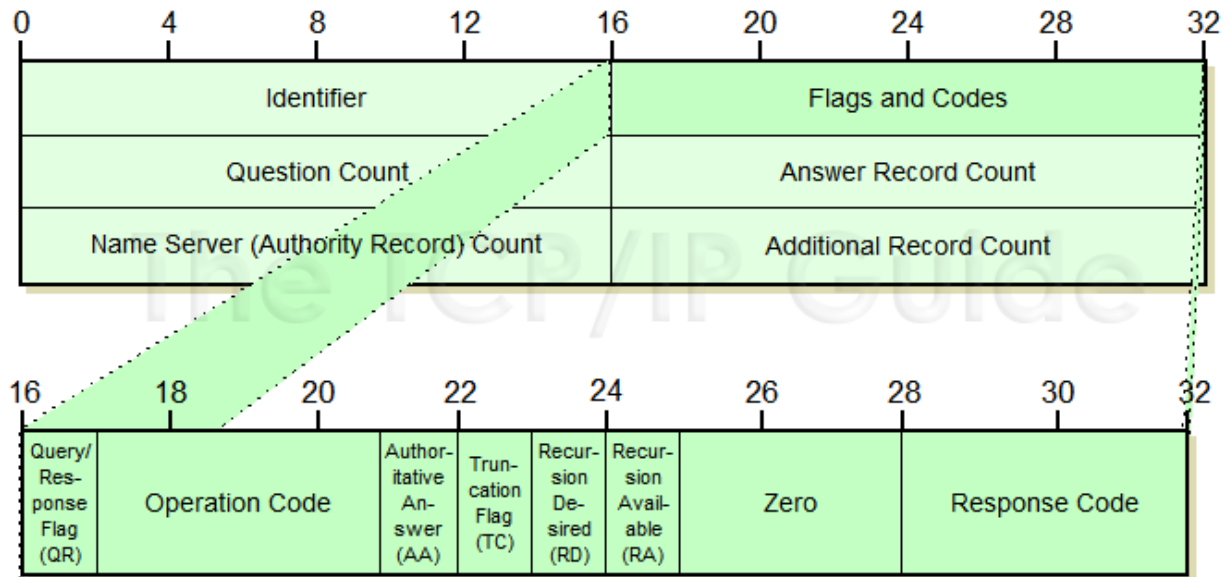 0 4 8 12 16 20 24 28 32
Identifier Flags and Codes
Question Count Answer Record Count
Name Server (Authority Record) Count Additional Record Count
The TCP/IP Guide
16 18 20 22 24 26 28 30 32
Query/
Res-
ponse
Flag
(QR)
Operation Code
Author-
itative
An-
swer
(AA)
Trun-
cation
Flag
(TC)
Recur-
sion
De-
sired
(RD)
Recur-
sion
Avail-
able
(RA)
Zero
Response Code